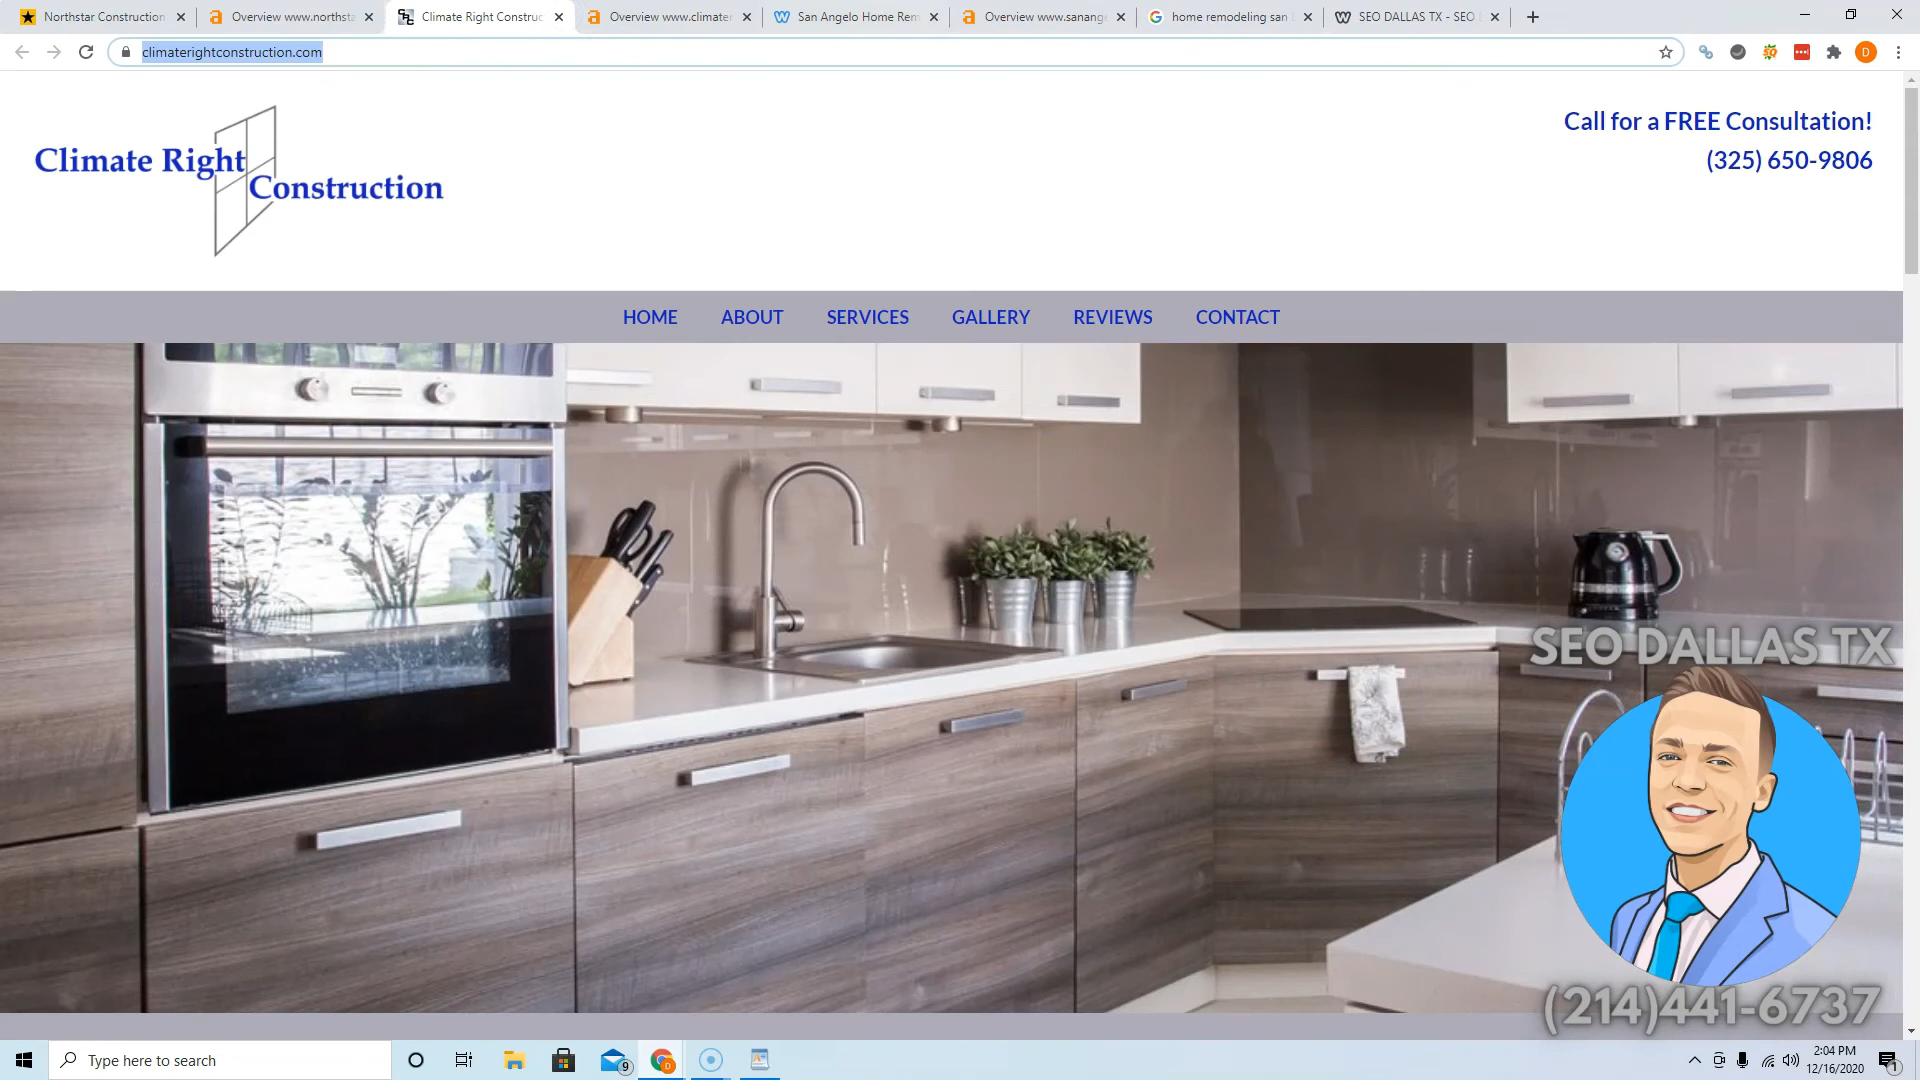 Northstar Construction
Overview www.northsta
Climate Right Construc
Overview www.climater
San Angelo Home Rem
Overview www.sanange
home remodeling san
SEO DALLAS TX - SEO
climaterightconstruction.com
D
Climate Right
Construction
Call for a FREE Consultation!
(325) 650-9806
HOME ABOUT SERVICES GALLERY REVIEWS CONTACT
SEO DALLAS TX
(214)441-6737
Type here to search
9
D
2:04 PM
12/16/2020
1